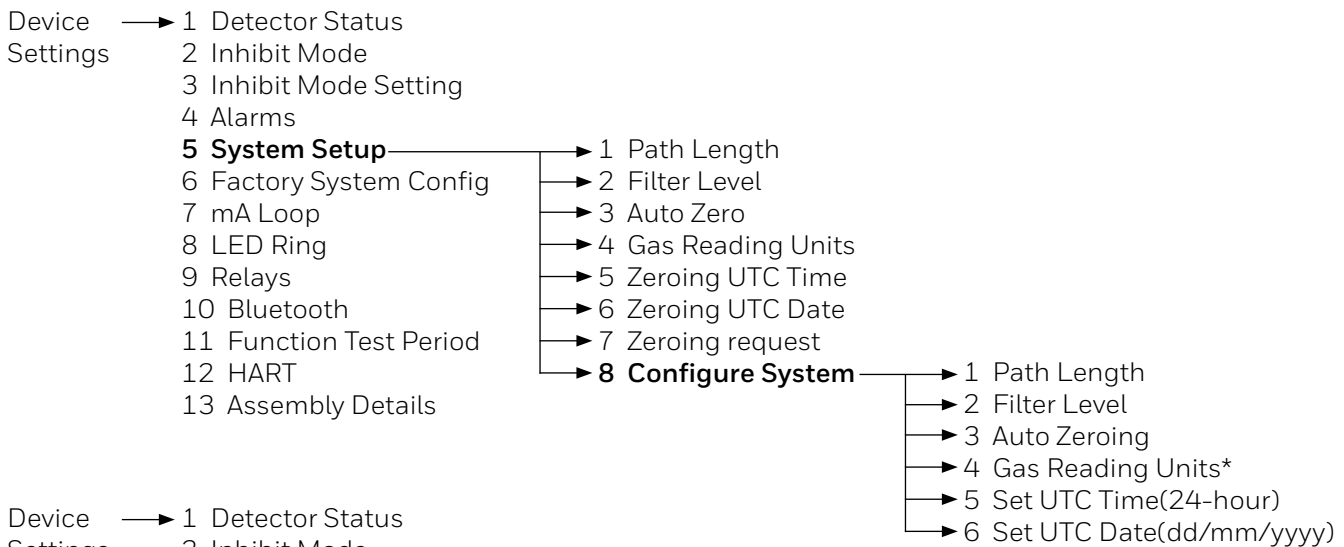 Device Settings
1 Detector Status
2 Inhibit Mode
3 Inhibit Mode Setting
4 Alarms
5 System Setup
6 Factory System Config
7 mA Loop
8 LED Ring
9 Relays
10 Bluetooth
11 Function Test Period
12 HART
13 Assembly Details
1 Path Length
2 Filter Level
3 Auto Zero
4 Gas Reading Units
5 Zeroing UTC Time
6 Zeroing UTC Date
7 Zeroing request
8 Configure System
1 Path Length
2 Filter Level
3 Auto Zeroing
4 Gas Reading Units*
5 Set UTC Time(24-hour)
6 Set UTC Date(dd/mm/yyyy)
Device
1 Detector Status